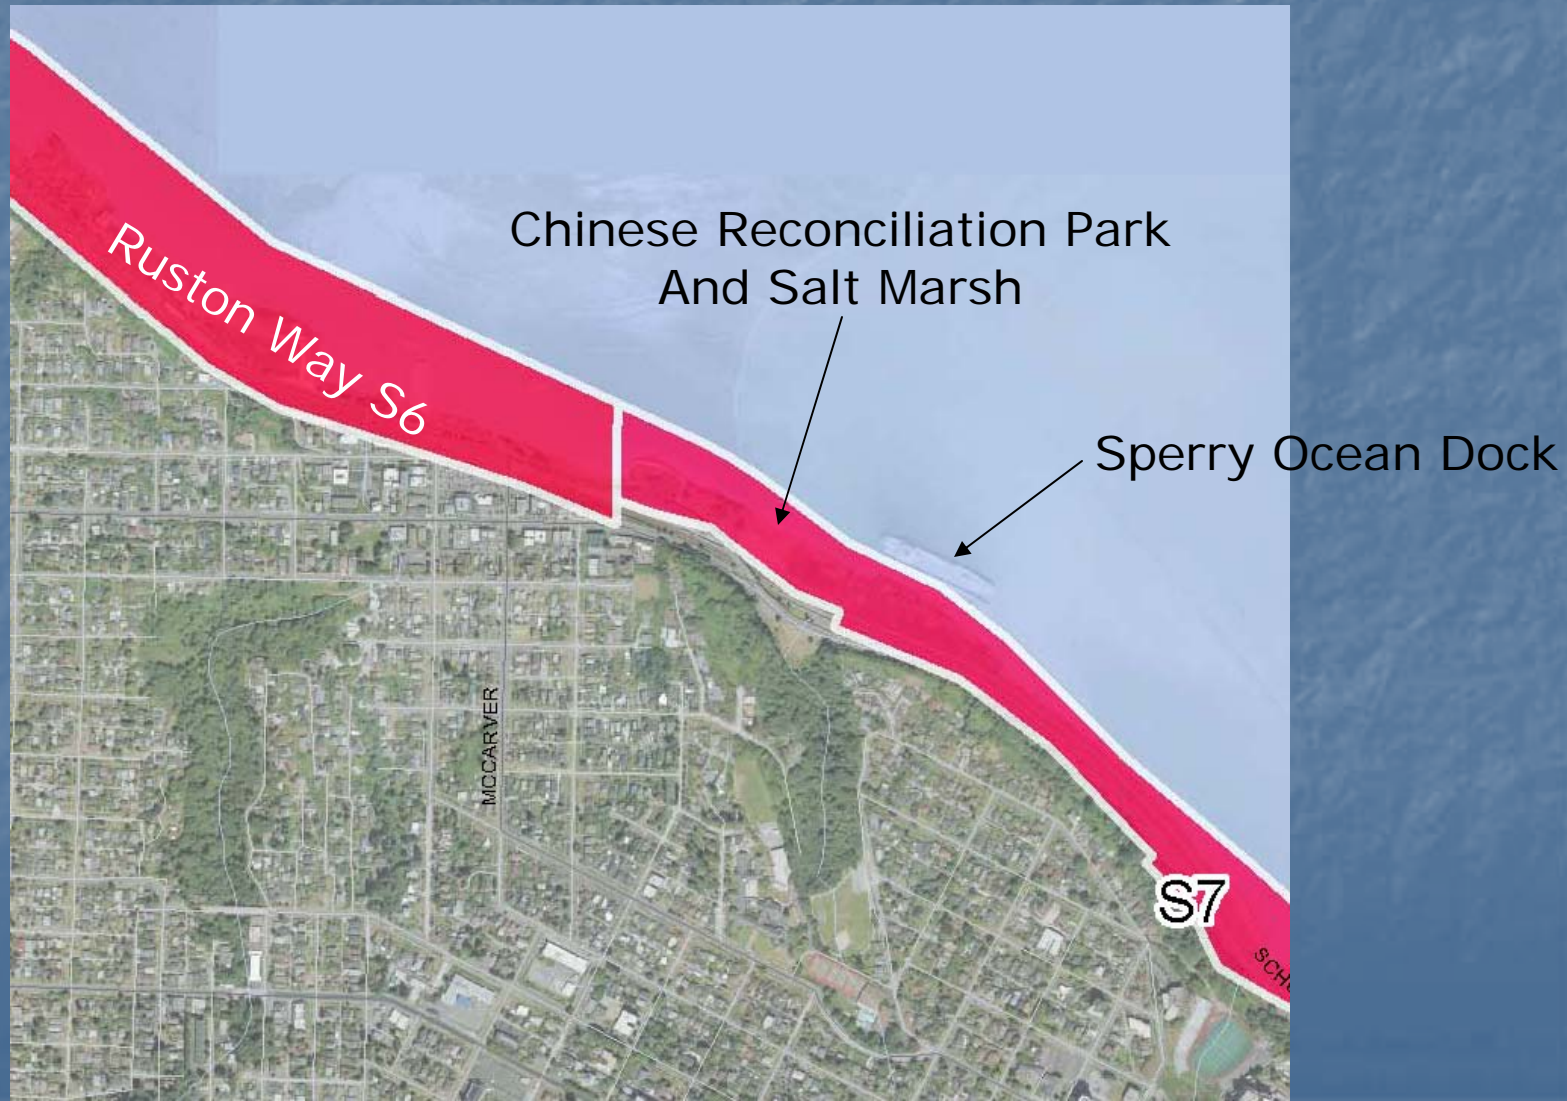 Chinese Reconciliation Park
And Salt Marsh
Ruston Way S6
Sperry Ocean Dock
MCCARVER
S7